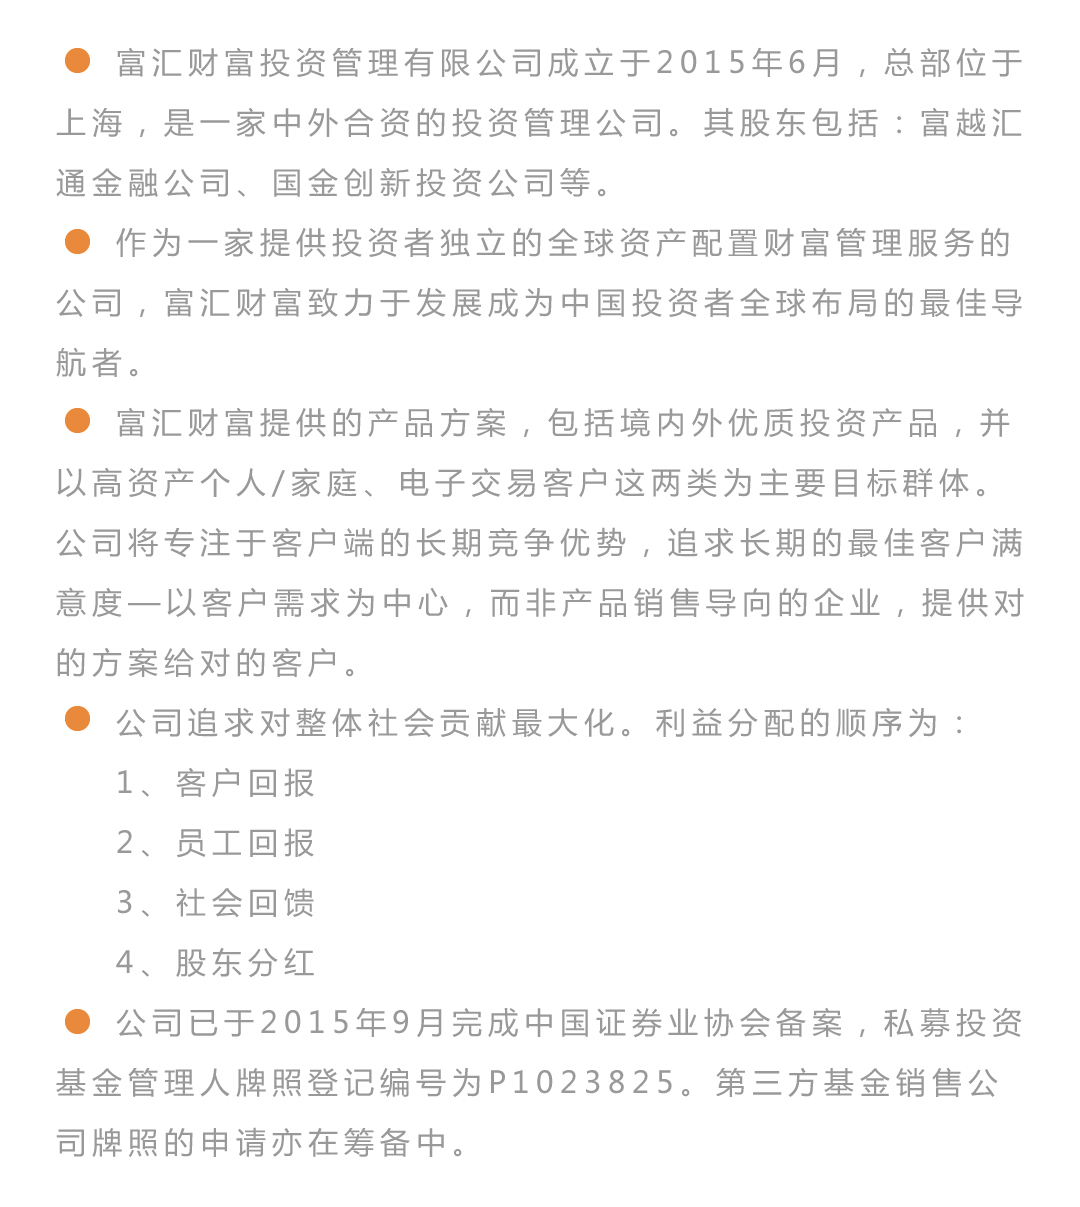 ● 富汇财富投资管理有限公司成立于2015年6月，总部位于
上海，是一家中外合资的投资管理公司。其股东包括：富越汇
通金融公司、国金创新投资公司等。
● 作为一家提供投资者独立的全球资产配置财富管理服务的
公司，富汇财富致力于发展成为中国投资者全球布局的最佳导
航者。
● 富汇财富提供的产品方案，包括境内外优质投资产品，并
以高资产个人/家庭、电子交易客户这两类为主要目标群体。
公司将专注于客户端的长期竞争优势，追求长期的最佳客户满
意度—以客户需求为中心，而非产品销售导向的企业，提供对
的方案给对的客户。
● 公司追求对整体社会贡献最大化。利益分配的顺序为：
1、客户回报
2、员工回报
3、社会回馈
4、股东分红
● 公司已于2015年9月完成中国证券业协会备案，私募投资
基金管理人牌照登记编号为P1023825。第三方基金销售公
司牌照的申请亦在筹备中。